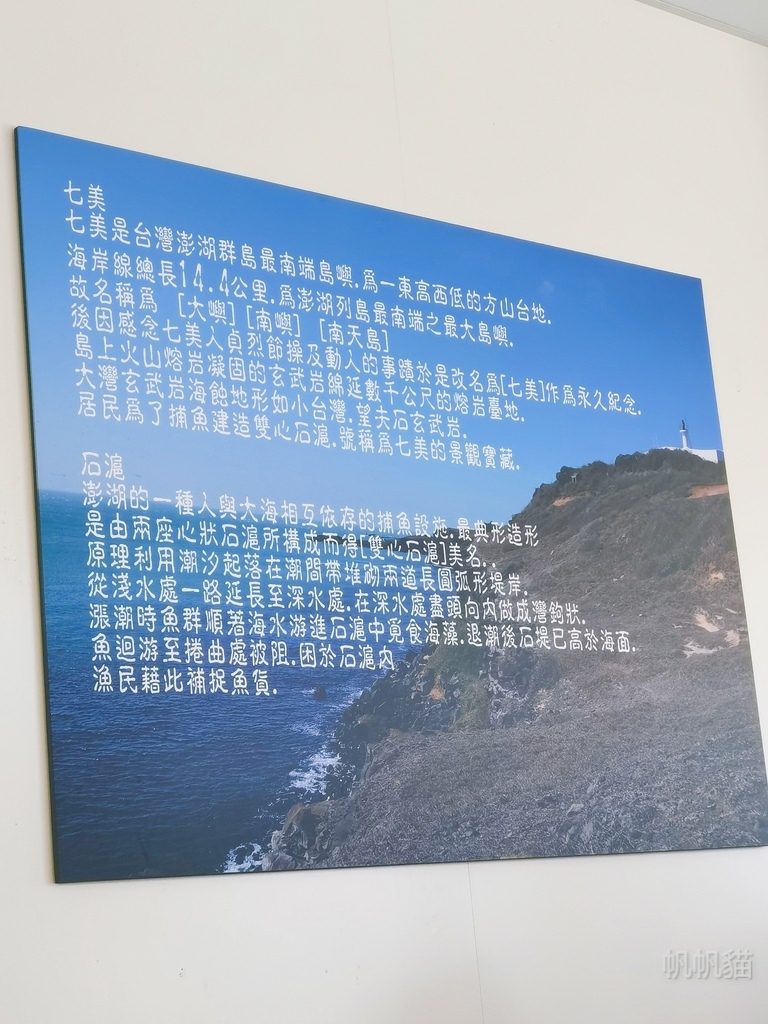 七美
七美是台灣澎湖群島最南端島嶼.爲一東高西低的方山台地.
海岸線總長14.4公里.爲澎湖列島最南端之最大島嶼.
故名稱爲 [大嶼] [南嶼] [南天島]
後因感念七美人貞烈節操及動人的事蹟於是改名爲[七美]作爲永久紀念.
島上火山熔岩凝固的玄武岩綿延數千公尺的熔岩臺地.
大灣玄武岩海蝕地形如小台灣.望夫石玄武岩.
居民爲了捕魚建造雙心石滬.號稱爲七美的景觀寶藏.
石滬
澎湖的一種人與大海相互依存的捕魚設施.最典形造形
是由兩座心狀石滬所構成而得[雙心石滬]美名..
原理利用潮汐起落在潮間帶堆砌兩道長圓弧形堤岸.
從淺水處一路延長至深水處.在深水處盡頭向內做成灣鉤狀.
漲潮時魚群順著海水游進石滬中覓食海藻.退潮後石堤已高於海面.
魚迴游至捲曲處被阻.困於石滬內
漁民藉此補捉魚貨.
帆帆貓